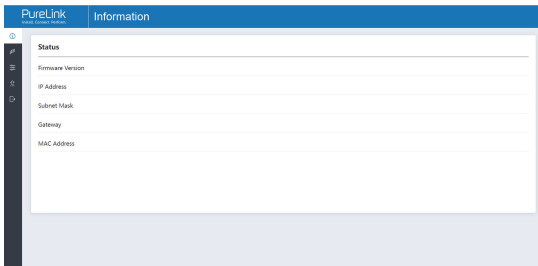 PureLink
Install. Connect. Perform.
Information
Status
Firmware Version
IP Address
Subnet Mask
Gateway
MAC Address